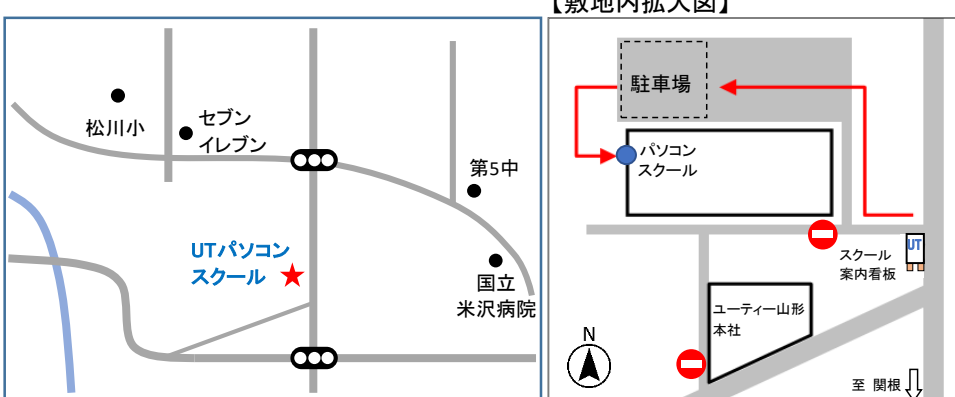 【敷地内拡大図】
松川小
セブン
イレブン
第5中
UTパソコン
スクール
国立
米沢病院
駐車場
パソコン
スクール
UT
スクール
案内看板
ユーティー山形
本社
N
至 関根